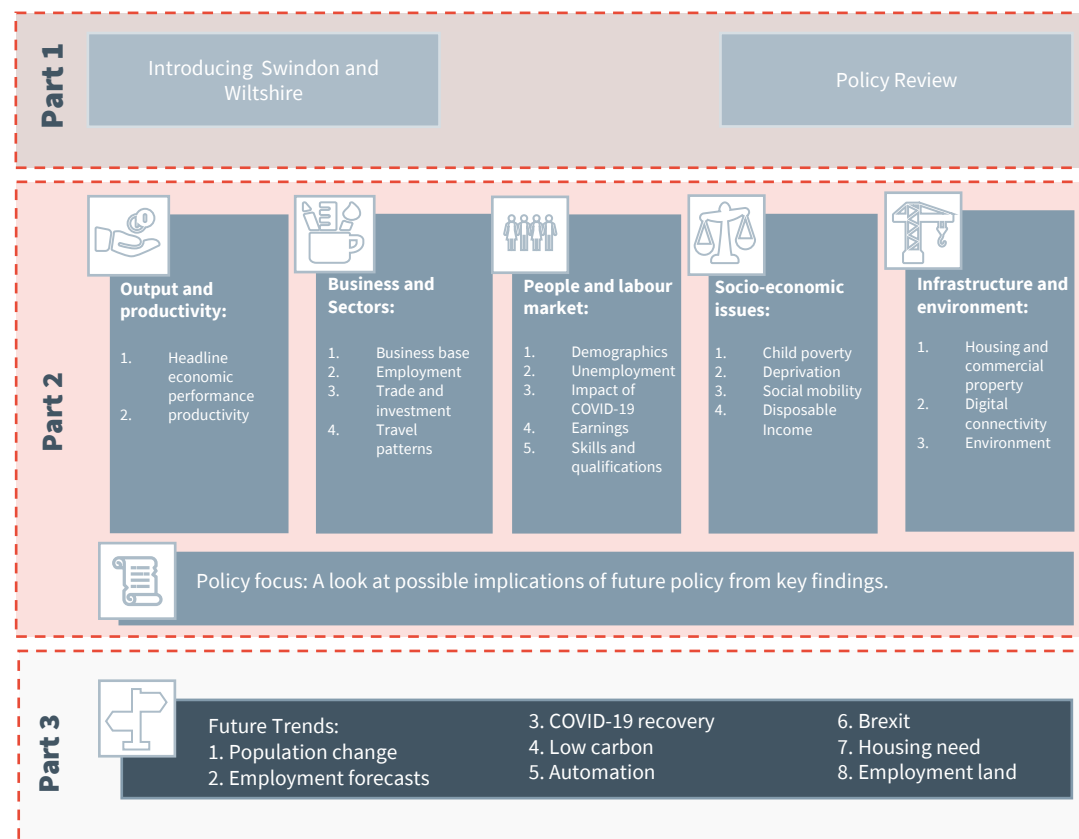 Part 1
Introducing Swindon and
Wiltshire
Policy Review
Part 2
Output and
productivity:
1. Headline
economic
performance
2. productivity
Business and
Sectors:
1. Business base
2. Employment
3. Trade and
investment
4. Travel
patterns
People and labour
market:
1. Demographics
2. Unemployment
3. Impact of
COVID-19
4. Earnings
5. Skills and
qualifications
Socio-economic
issues:
1. Child poverty
2. Deprivation
3. Social mobility
4. Disposable
Income
Infrastructure and
environment:
1. Housing and
commercial
property
2. Digital
connectivity
3. Environment
Policy focus: A look at possible implications of future policy from key findings.
Part 3
Future Trends:
1. Population change
2. Employment forecasts
3. COVID-19 recovery
4. Low carbon
5. Automation
6. Brexit
7. Housing need
8. Employment land